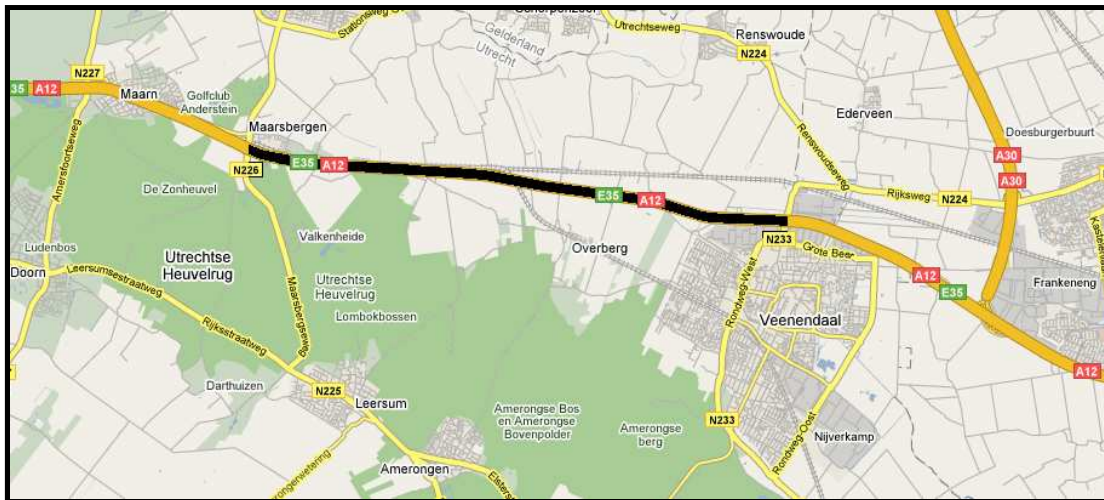 Stationsweg
Scherpenzeel
Gelderland
Utrecht
Utrechtseweg
Renswoude
N224
N227
35
A12
Maarn
Golfclub
Anderstein
Maarsbergen
Ederveen
Doesburgerbuurt
A30
A30
Amersfoortseweg
N226
E35
A12
De Zonheuvel
E35
A12
Renswoudseweg
Rijksweg
N224
Ludenbos
Doorn
Utrechtse
Heuvelrug
Valkenheide
Overberg
N233
Grote Beer
A12
E35
Frankeneng
Leersumsestraatweg
Maarsbergseweg
Utrechtse
Heuvelrug
Lombokbossen
Rondweg-West
Veenendaal
Rijksstraatweg
Darthuizen
N225
Leersum
A12
Amerongse Bos
en Amerongse
Bovenpolder
Amerongse
berg
N233
Rondweg-Oost
Nijverkamp
Amerongen